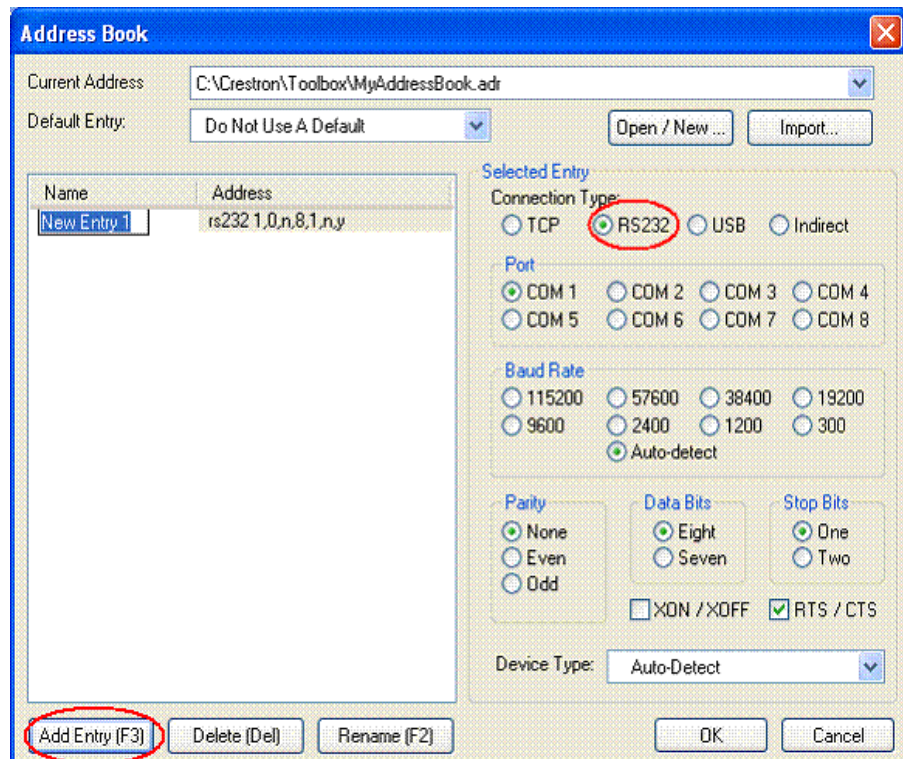 Address Book
Current Address C:\Crestron\Toolbox\MyAddressBook.adr
Default Entry: Do Not Use A Default Open / New ... Import...
Name Address
New Entry 1 rs232 1,0,n,8,1,n,y
Selected Entry
Connection Type:
TCP RS232 USB Indirect
Port
COM 1 COM 2 COM 3 COM 4
COM 5 COM 6 COM 7 COM 8
Baud Rate
115200 57600 38400 19200
9600 2400 1200 300
Auto-detect
Parity Data Bits Stop Bits
None Eight One
Even Seven Two
Odd
XON / XOFF RTS / CTS
Device Type: Auto-Detect
Add Entry (F3) Delete (Del) Rename (F2) OK Cancel